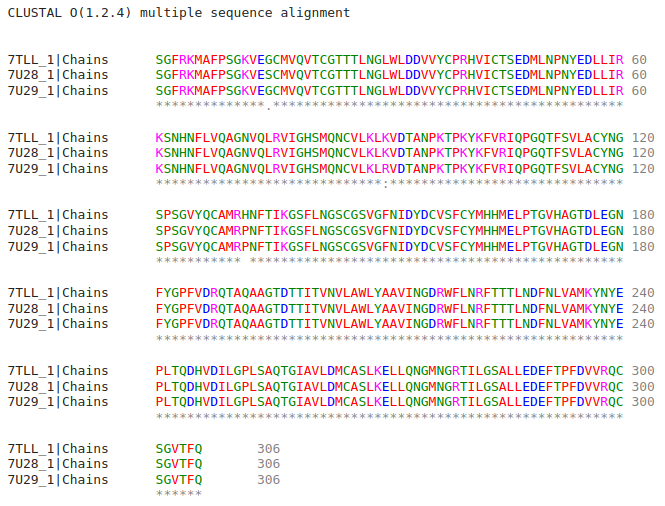 CLUSTAL O(1.2.4) multiple sequence alignment
7TLL_1|Chains      SGFRKMAFPSGKVEGCMVQVTCGTTTLNGLWLDDVVYCPRHVICTSEDMLNPNYEDLLIR 60
7U28_1|Chains      SGFRKMAFPSGKVESCMVQVTCGTTTLNGLWLDDVVYCPRHVICTSEDMLNPNYEDLLIR 60
7U29_1|Chains      SGFRKMAFPSGKVEGCMVQVTCGTTTLNGLWLDDVVYCPRHVICTSEDMLNPNYEDLLIR 60
                   **************.*********************************************
7TLL_1|Chains      KSNHNFLVQAGNVQLRVIGHSMQNCVLKLKVDTANPKTPKYKFVRIQPGQTFSVLACYNG 120
7U28_1|Chains      KSNHNFLVQAGNVQLRVIGHSMQNCVLKLKVDTANPKTPKYKFVRIQPGQTFSVLACYNG 120
7U29_1|Chains      KSNHNFLVQAGNVQLRVIGHSMQNCVLKLRVDTANPKTPKYKFVRIQPGQTFSVLACYNG 120
                   *****************************:******************************
7TLL_1|Chains      SPSGVYQCAMRHNFTIKGSFLNGSCGSVGFNIDYDCVSFCYMHHMELPTGVHAGTDLEGN 180
7U28_1|Chains      SPSGVYQCAMRPNFTIKGSFLNGSCGSVGFNIDYDCVSFCYMHHMELPTGVHAGTDLEGN 180
7U29_1|Chains      SPSGVYQCAMRPNFTIKGSFLNGSCGSVGFNIDYDCVSFCYMHHMELPTGVHAGTDLEGN 180
                   *********** ************************************************
7TLL_1|Chains      FYGPFVDRQTAQAAGTDTTITVNVLAWLYAAVINGDRWFLNRFTTTLNDFNLVAMKYNYE 240
7U28_1|Chains      FYGPFVDRQTAQAAGTDTTITVNVLAWLYAAVINGDRWFLNRFTTTLNDFNLVAMKYNYE 240
7U29_1|Chains      FYGPFVDRQTAQAAGTDTTITVNVLAWLYAAVINGDRWFLNRFTTTLNDFNLVAMKYNYE 240
                   ************************************************************
7TLL_1|Chains      PLTQDHVDILGPLSAQTGIAVLDMCASLKELLQNGMNGRTILGSALLEDEFTPFDVVRQC 300
7U28_1|Chains      PLTQDHVDILGPLSAQTGIAVLDMCASLKELLQNGMNGRTILGSALLEDEFTPFDVVRQC 300
7U29_1|Chains      PLTQDHVDILGPLSAQTGIAVLDMCASLKELLQNGMNGRTILGSALLEDEFTPFDVVRQC 300
                   ************************************************************
7TLL_1|Chains      SGVTFQ       306
7U28_1|Chains      SGVTFQ       306
7U29_1|Chains      SGVTFQ       306
                   ******